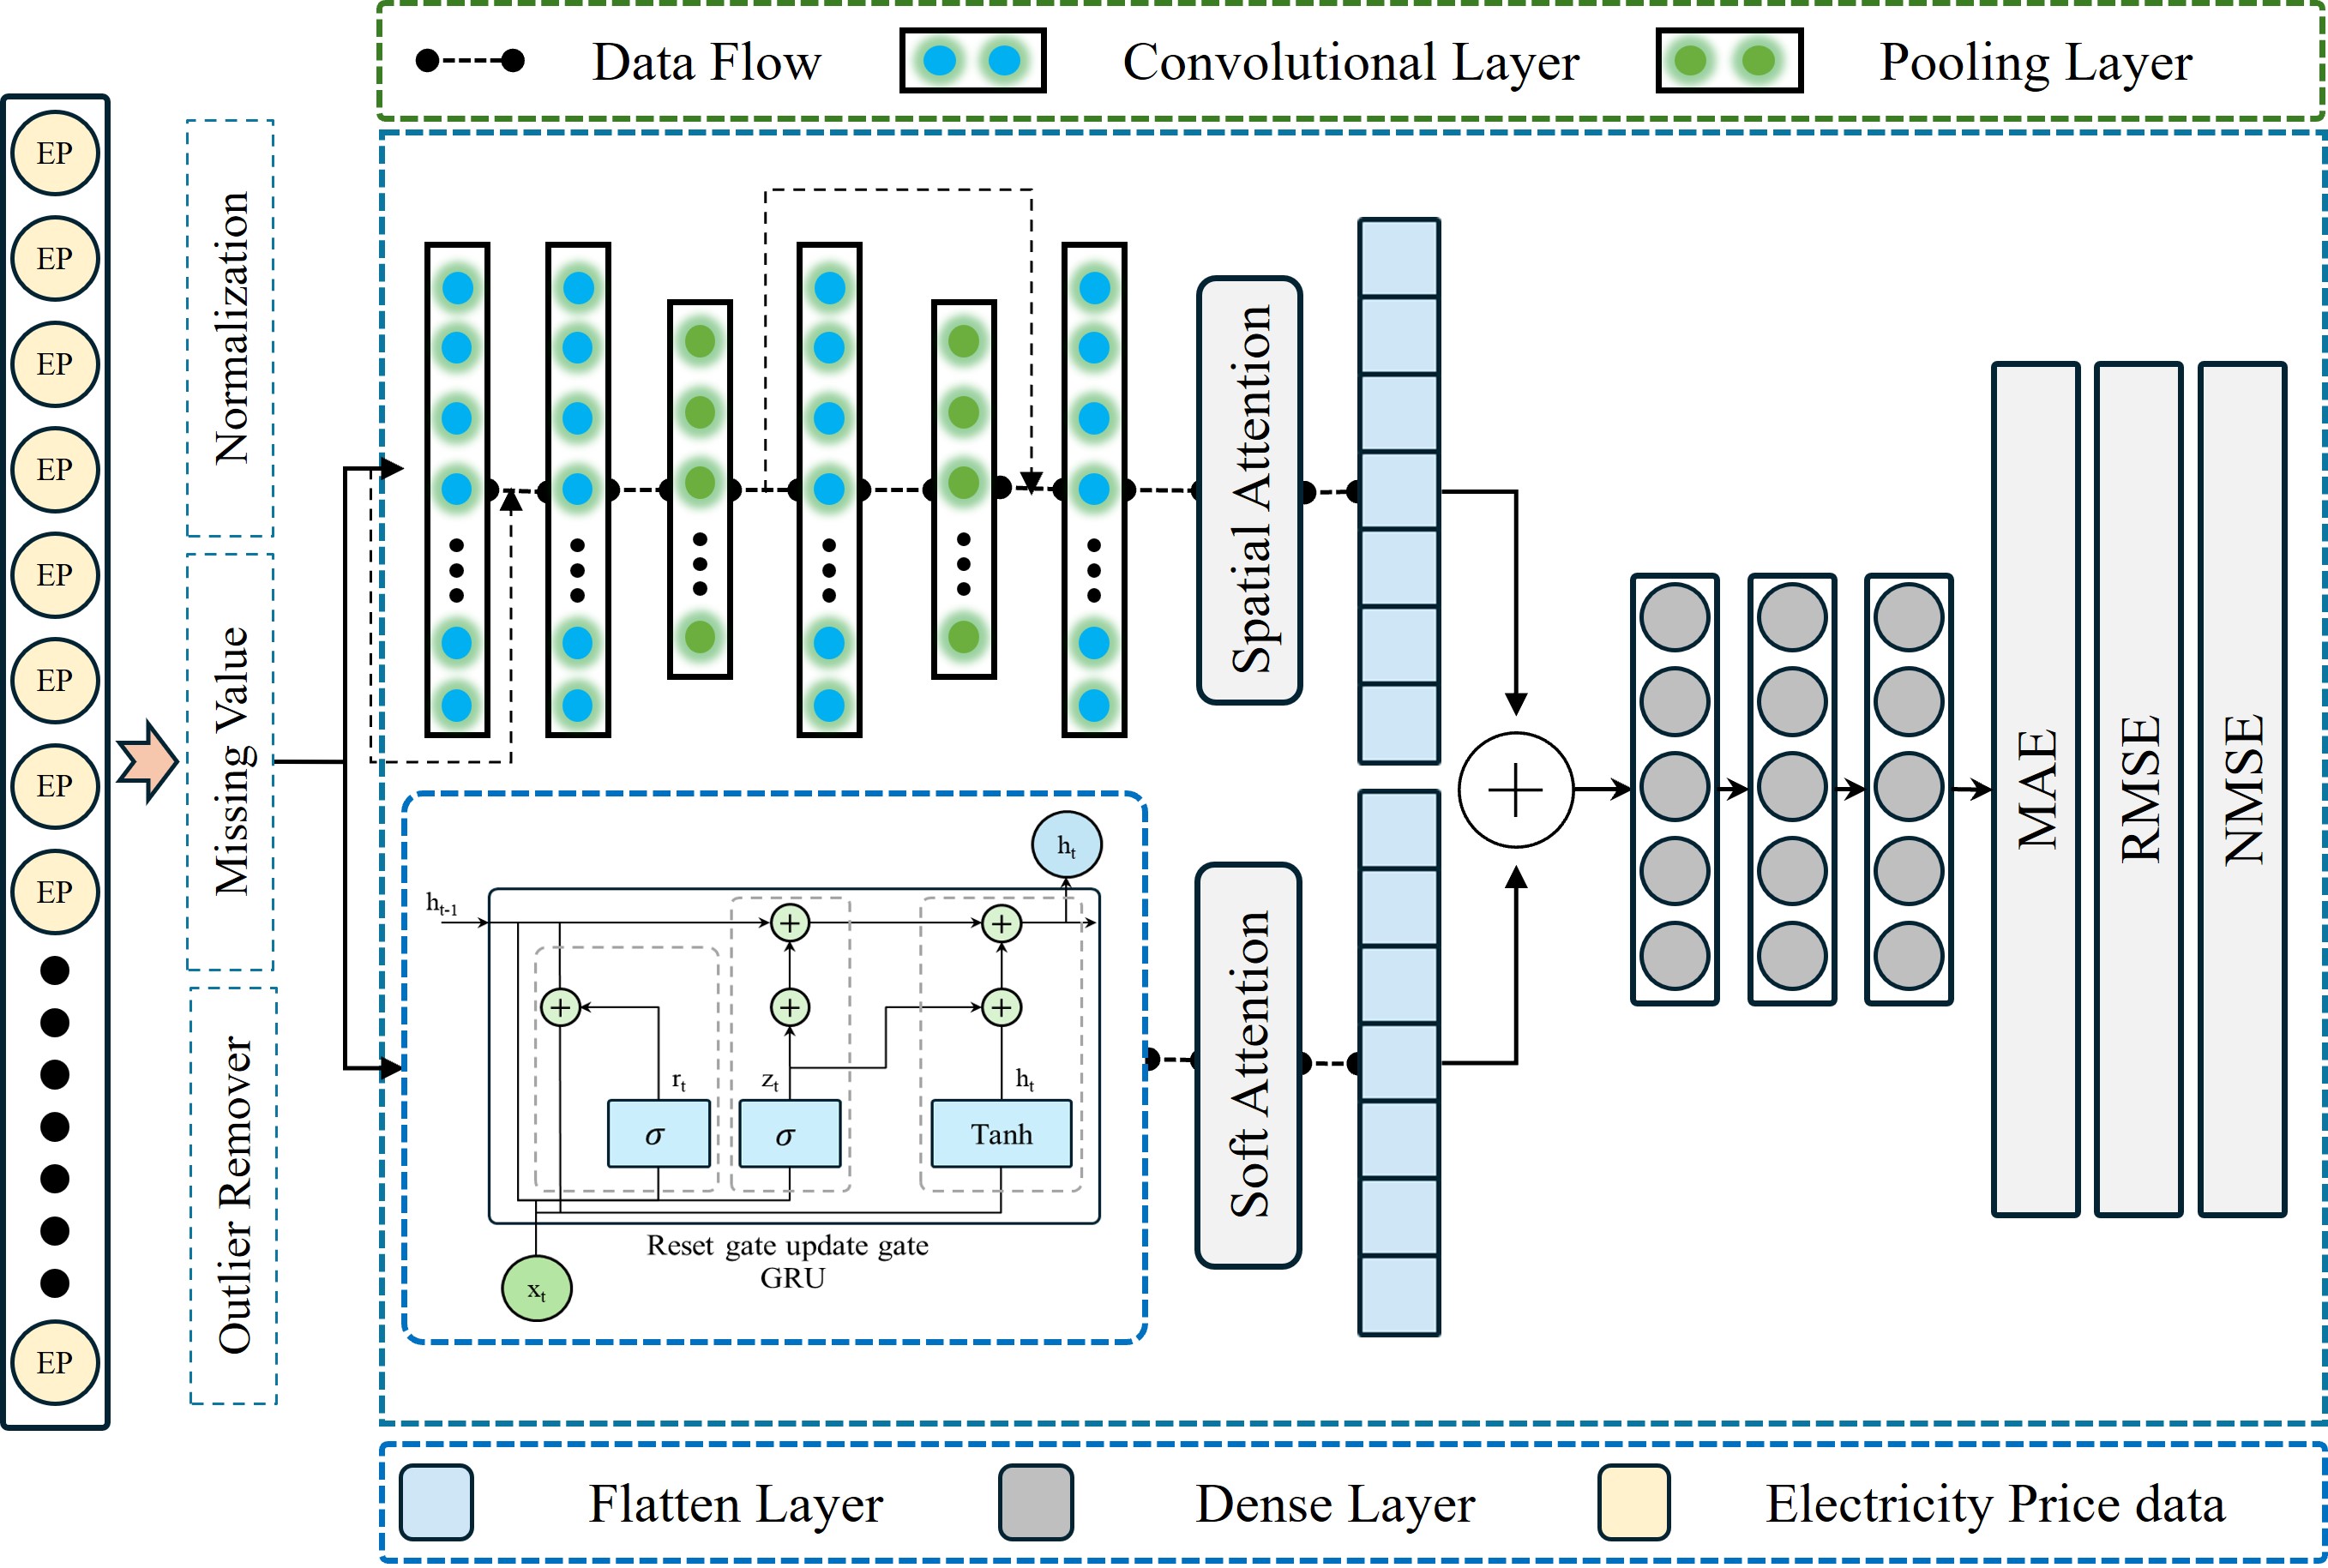 Data Flow
Convolutional Layer
Pooling Layer
EP
EP
EP
EP
EP
EP
EP
EP
EP
Normalization
Missing Value
Outlier Remover
Spatial Attention
Soft Attention
h_t
h_{t-1}
r_t
z_t
h_t
σ
σ
Tanh
Reset gate update gate
GRU
x_t
MAE
RMSE
NMSE
Flatten Layer
Dense Layer
Electricity Price data